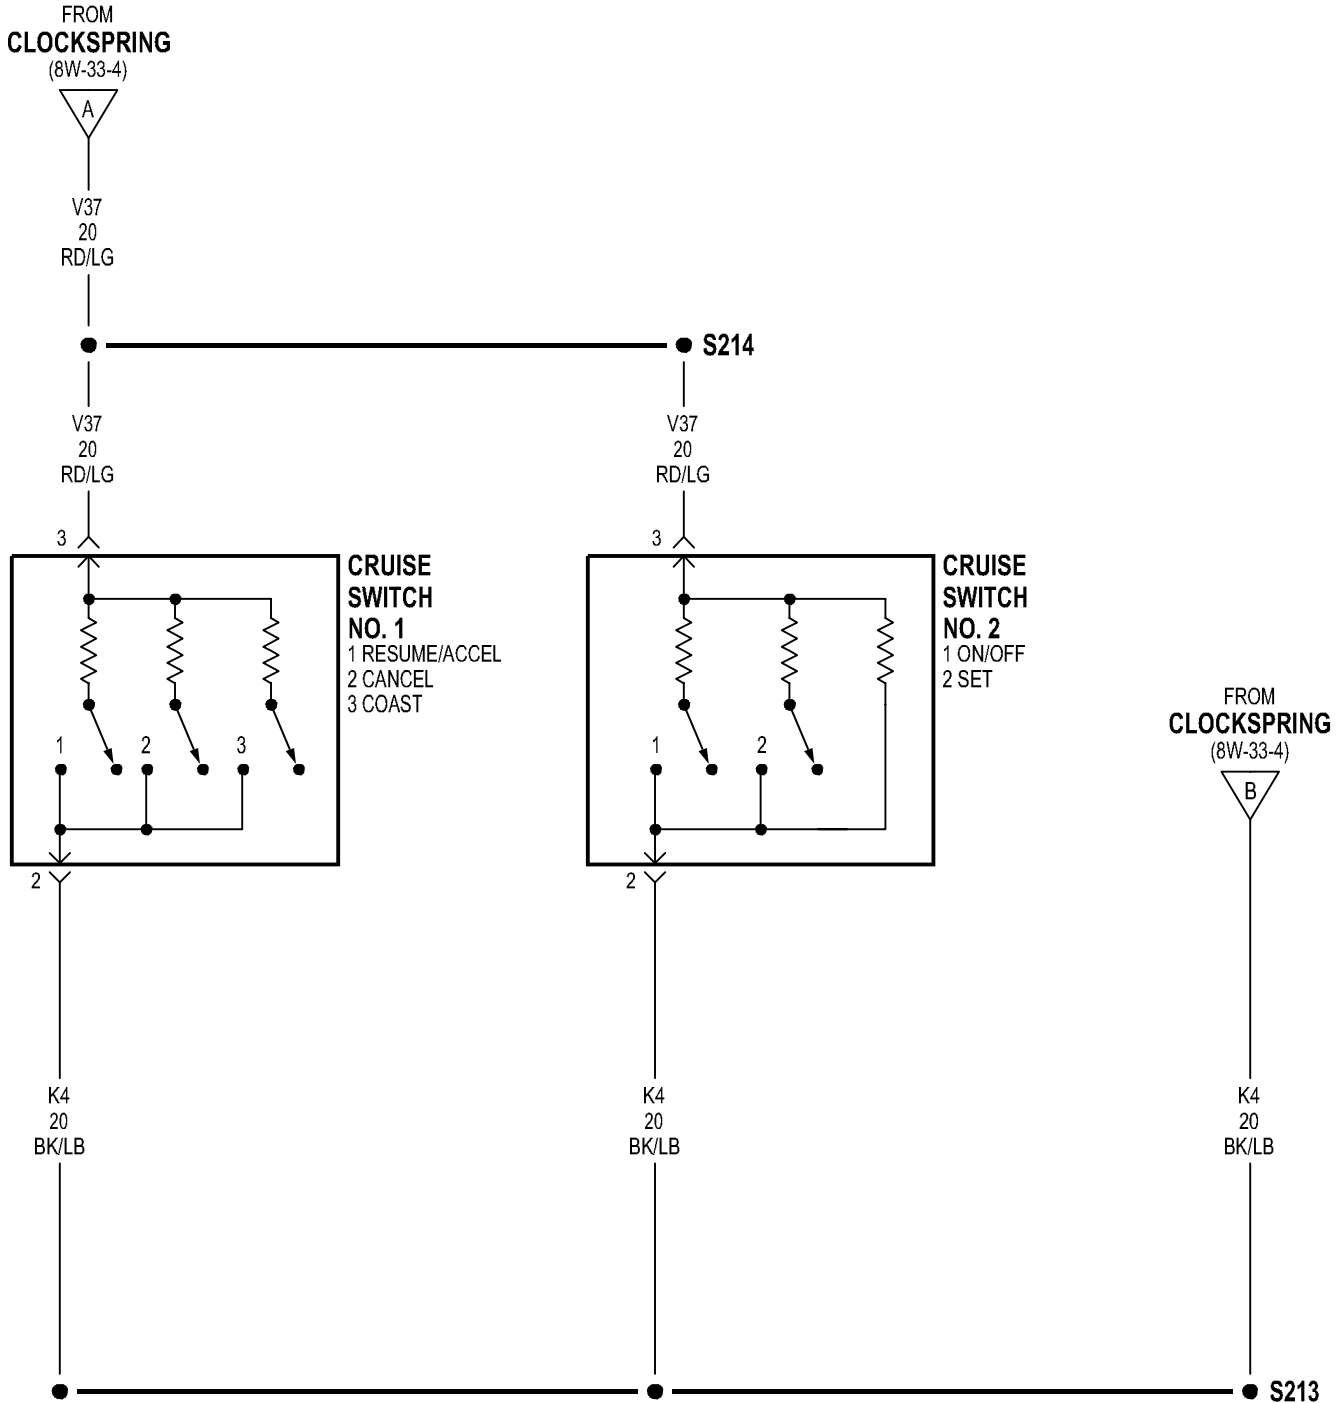 FROM
CLOCKSPRING
(8W-33-4)
A
V37
20
RD/LG
S214
V37
20
RD/LG
V37
20
RD/LG
3
3
CRUISE
SWITCH
NO. 1
1 RESUME/ACCEL
2 CANCEL
3 COAST
1
2
3
2
CRUISE
SWITCH
NO. 2
1 ON/OFF
2 SET
1
2
2
FROM
CLOCKSPRING
(8W-33-4)
B
K4
20
BK/LB
K4
20
BK/LB
K4
20
BK/LB
S213